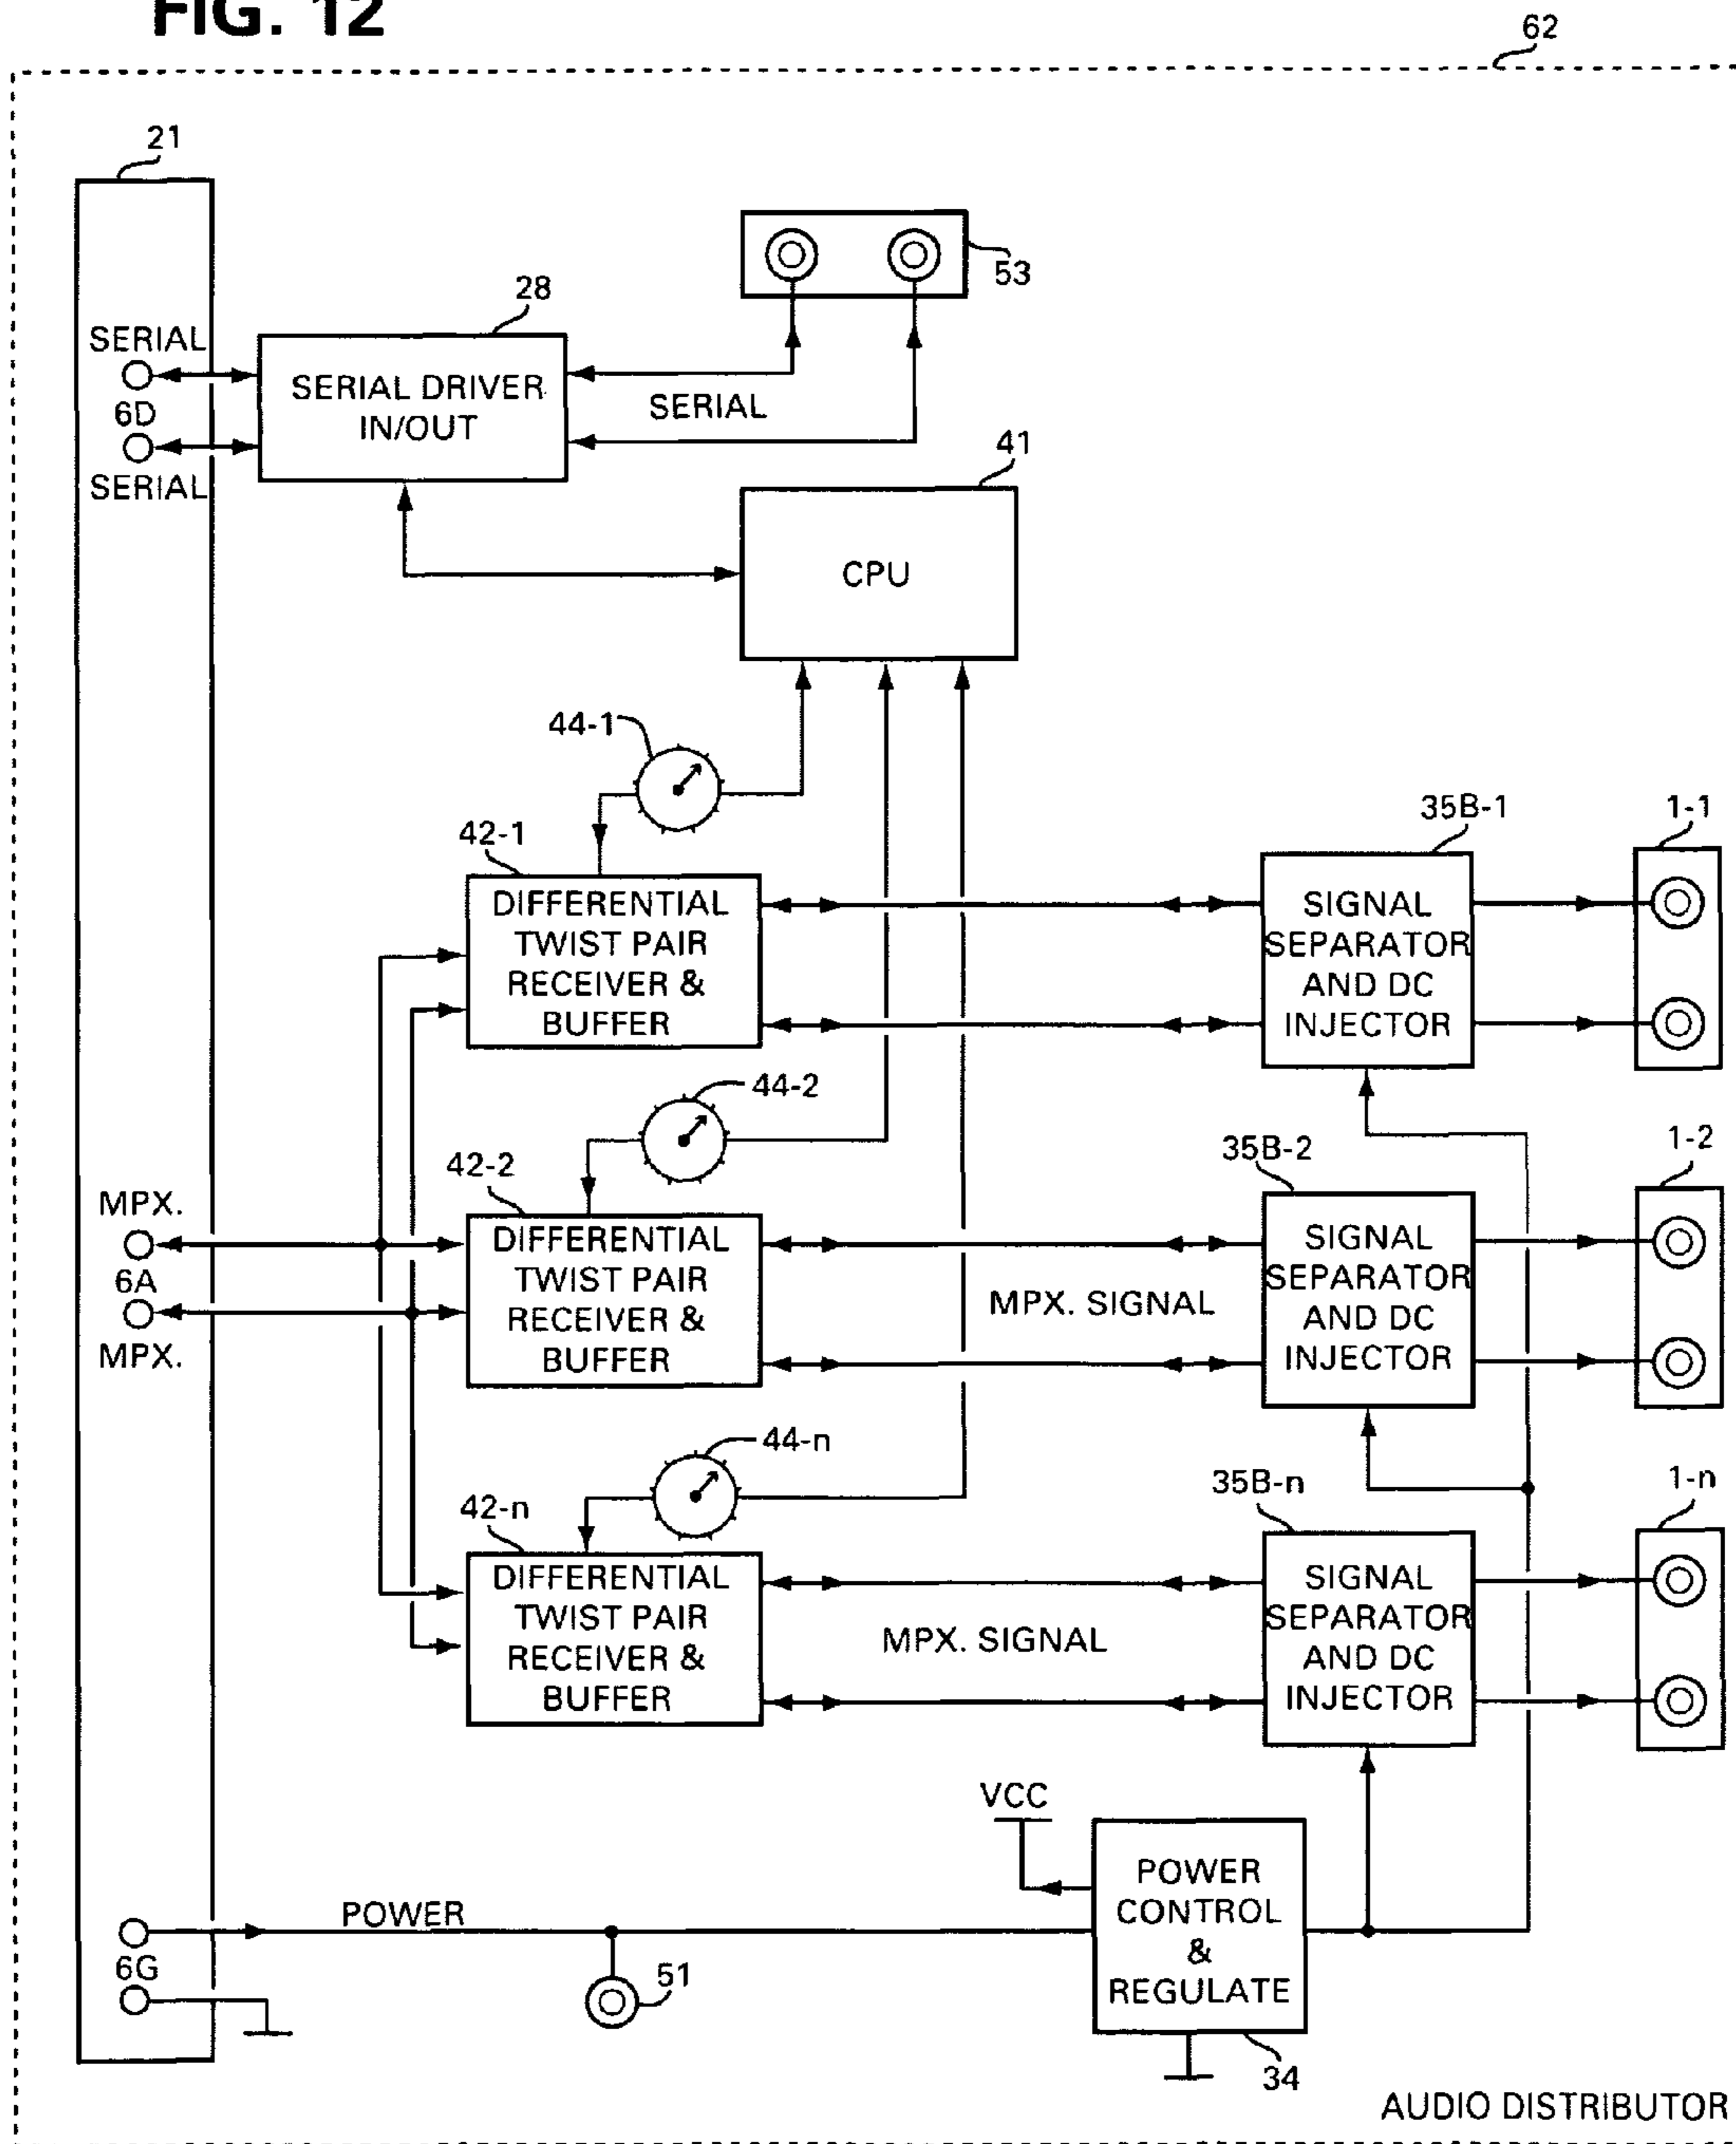 FIG. 12
62
21
53
28
SERIAL
6D
SERIAL
SERIAL DRIVER
IN/OUT
SERIAL
41
CPU
44-1
42-1
DIFFERENTIAL
TWIST PAIR
RECEIVER &
BUFFER
35B-1
SIGNAL
SEPARATOR
AND DC
INJECTOR
1-1
44-2
42-2
MPX.
6A
MPX.
DIFFERENTIAL
TWIST PAIR
RECEIVER &
BUFFER
MPX. SIGNAL
35B-2
SIGNAL
SEPARATOR
AND DC
INJECTOR
1-2
44-n
42-n
DIFFERENTIAL
TWIST PAIR
RECEIVER &
BUFFER
MPX. SIGNAL
35B-n
SIGNAL
SEPARATOR
AND DC
INJECTOR
1-n
VCC
POWER
6G
51
POWER
CONTROL
&
REGULATE
34
AUDIO DISTRIBUTOR